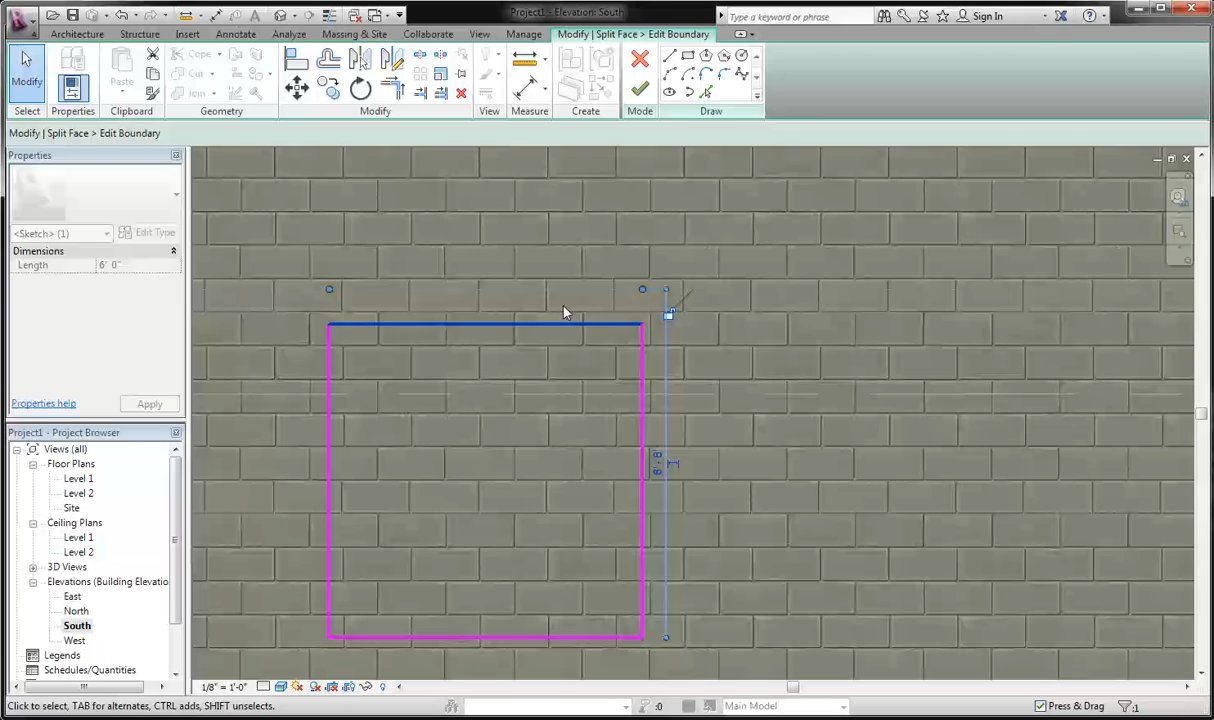 Project1 - Elevation: South
Type a keyword or phrase
Sign In
Architecture Structure Insert Annotate Analyze Massing & Site Collaborate View Manage Modify | Split Face > Edit Boundary
Modify
Paste
Cope
Cut
Join
Select Properties Clipboard Geometry Modify View Measure Create Mode Draw
Modify | Split Face > Edit Boundary
Properties
<Sketch> (1)
Edit Type
Dimensions
Length 6' 0"
Properties help
Apply
Project1 - Project Browser
Views (all)
Floor Plans
Level 1
Level 2
Site
Ceiling Plans
Level 1
Level 2
3D Views
Elevations (Building Elevatio
East
North
South
West
Legends
Schedules/Quantities
1/8" = 1'-0"
Click to select, TAB for alternates, CTRL adds, SHIFT unselects.
:0
Main Model
Press & Drag
:1